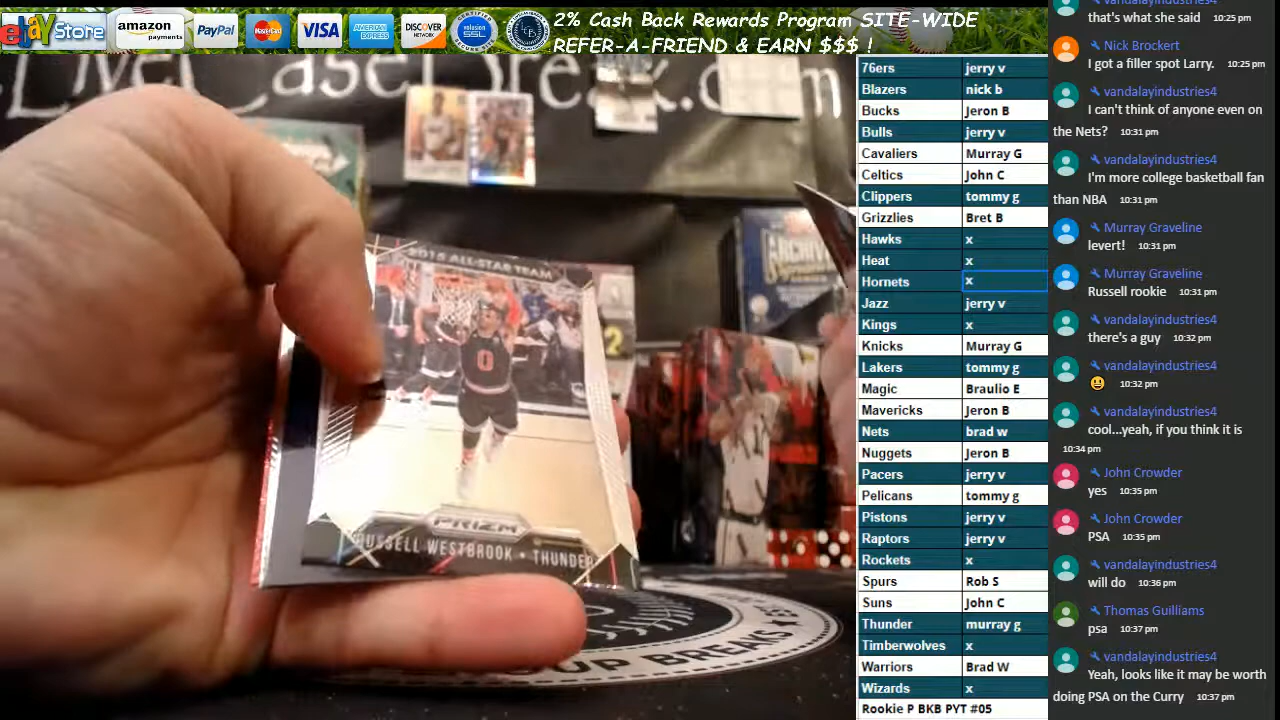 ebay Store
amazon payments
PayPal
MasterCard
VISA
AMERICAN EXPRESS
DISCOVER NETWORK
SSL
2% Cash Back Rewards Program SITE-WIDE
REFER-A-FRIEND & EARN $$$ !
LiveCaseBreak.com
2016 ALL-STAR TEAM
0
PRIZM
RUSSELL WESTBROOK • THUNDER
UP BREAKS
2
76ers jerry v
Blazers nick b
Bucks Jeron B
Bulls jerry v
Cavaliers Murray G
Celtics John C
Clippers tommy g
Grizzlies Bret B
Hawks x
Heat x
Hornets x
Jazz jerry v
Kings x
Knicks Murray G
Lakers tommy g
Magic Braulio E
Mavericks Jeron B
Nets brad w
Nuggets Jeron B
Pacers jerry v
Pelicans tommy g
Pistons jerry v
Raptors jerry v
Rockets x
Spurs Rob S
Suns John C
Thunder murray g
Timberwolves x
Warriors Brad W
Wizards x
Rookie P BKB PYT #05
vandalayindustries4
that's what she said 10:25 pm
Nick Brockert
I got a filler spot Larry. 10:25 pm
vandalayindustries4
I can't think of anyone even on
the Nets? 10:31 pm
vandalayindustries4
I'm more college basketball fan
than NBA 10:31 pm
Murray Graveline
levert! 10:31 pm
Murray Graveline
Russell rookie 10:31 pm
vandalayindustries4
there's a guy 10:32 pm
vandalayindustries4
10:32 pm
vandalayindustries4
cool...yeah, if you think it is
10:34 pm
John Crowder
yes 10:35 pm
John Crowder
PSA 10:35 pm
vandalayindustries4
will do 10:36 pm
Thomas Guilliams
psa 10:37 pm
vandalayindustries4
Yeah, looks like it may be worth
doing PSA on the Curry 10:37 pm